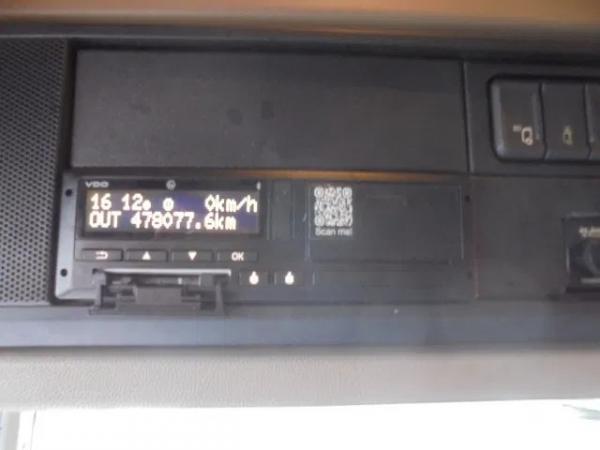 VDO
16 12● ⊙ 0km/h
OUT 478077.6km
OK
Scan me!